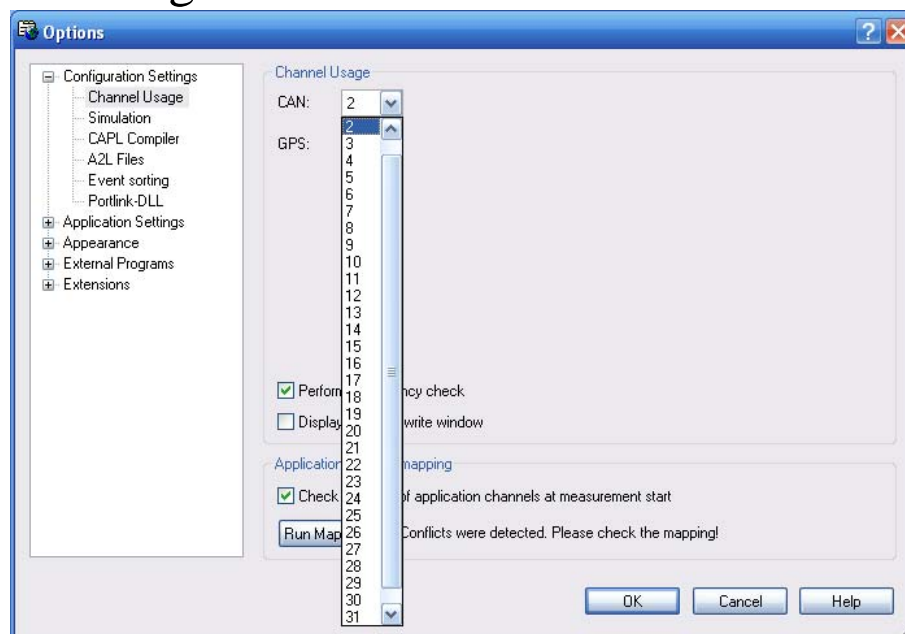 Options
Configuration Settings
Channel Usage
Simulation
CAPL Compiler
A2L Files
Event sorting
Portlink-DLL
Application Settings
Appearance
External Programs
Extensions
Channel Usage
CAN: 2
GPS:
2
3
4
5
6
7
8
9
10
11
12
13
14
15
16
17
18
19
20
21
22
23
24
25
26
27
28
29
30
31
check
write window
Application mapping
Check of application channels at measurement start
Run Conflicts were detected. Please check the mapping!
OK Cancel Help